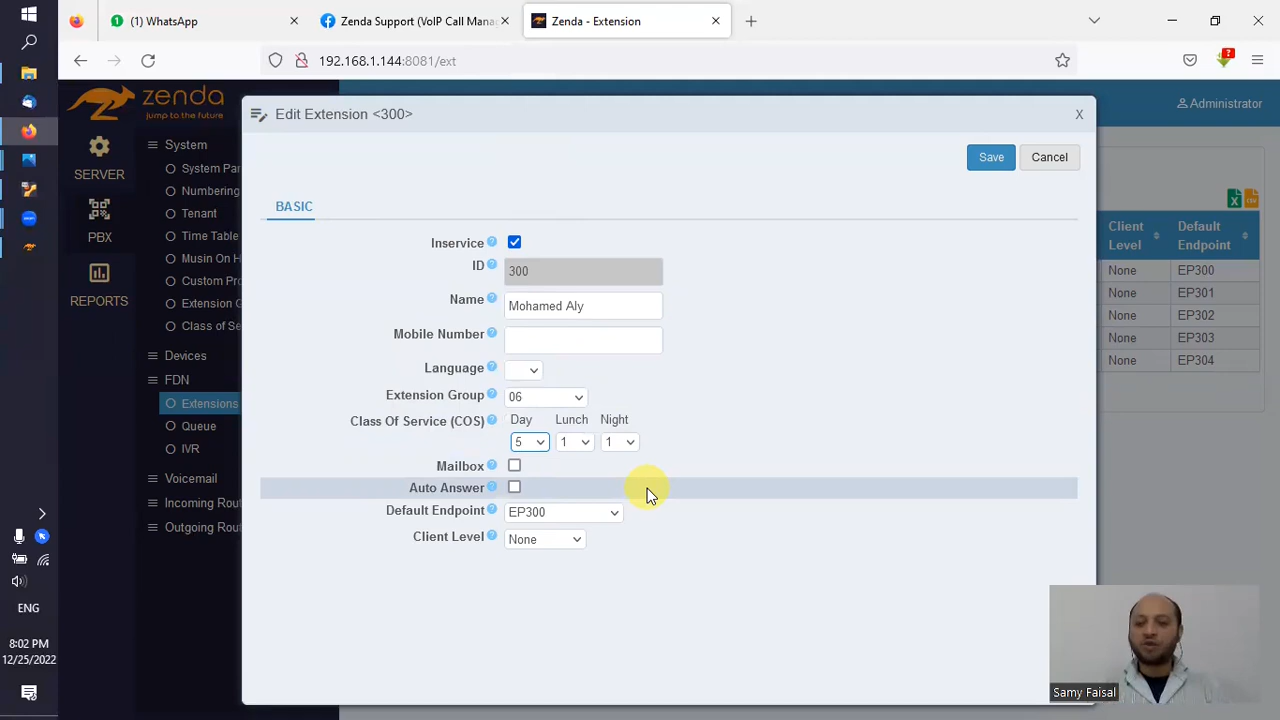 (1) WhatsApp
Zenda Support (VoIP Call Mana
Zenda - Extension
192.168.1.144:8081/ext
zenda
jump to the future
Administrator
SERVER
PBX
REPORTS
System
System Par
Numbering
Tenant
Time Table
Musin On H
Custom Pro
Extension G
Class of Se
Devices
FDN
Extensions
Queue
IVR
Voicemail
Incoming Rout
Outgoing Rout
Edit Extension <300>
X
Save
Cancel
BASIC
Inservice
ID 300
Name Mohamed Aly
Mobile Number
Language
Extension Group 06
Class Of Service (COS) Day Lunch Night
5 1 1
Mailbox
Auto Answer
Default Endpoint EP300
Client Level None
Client Level Default Endpoint
None EP300
None EP301
None EP302
None EP303
None EP304
ENG
8:02 PM
12/25/2022
Samy Faisal